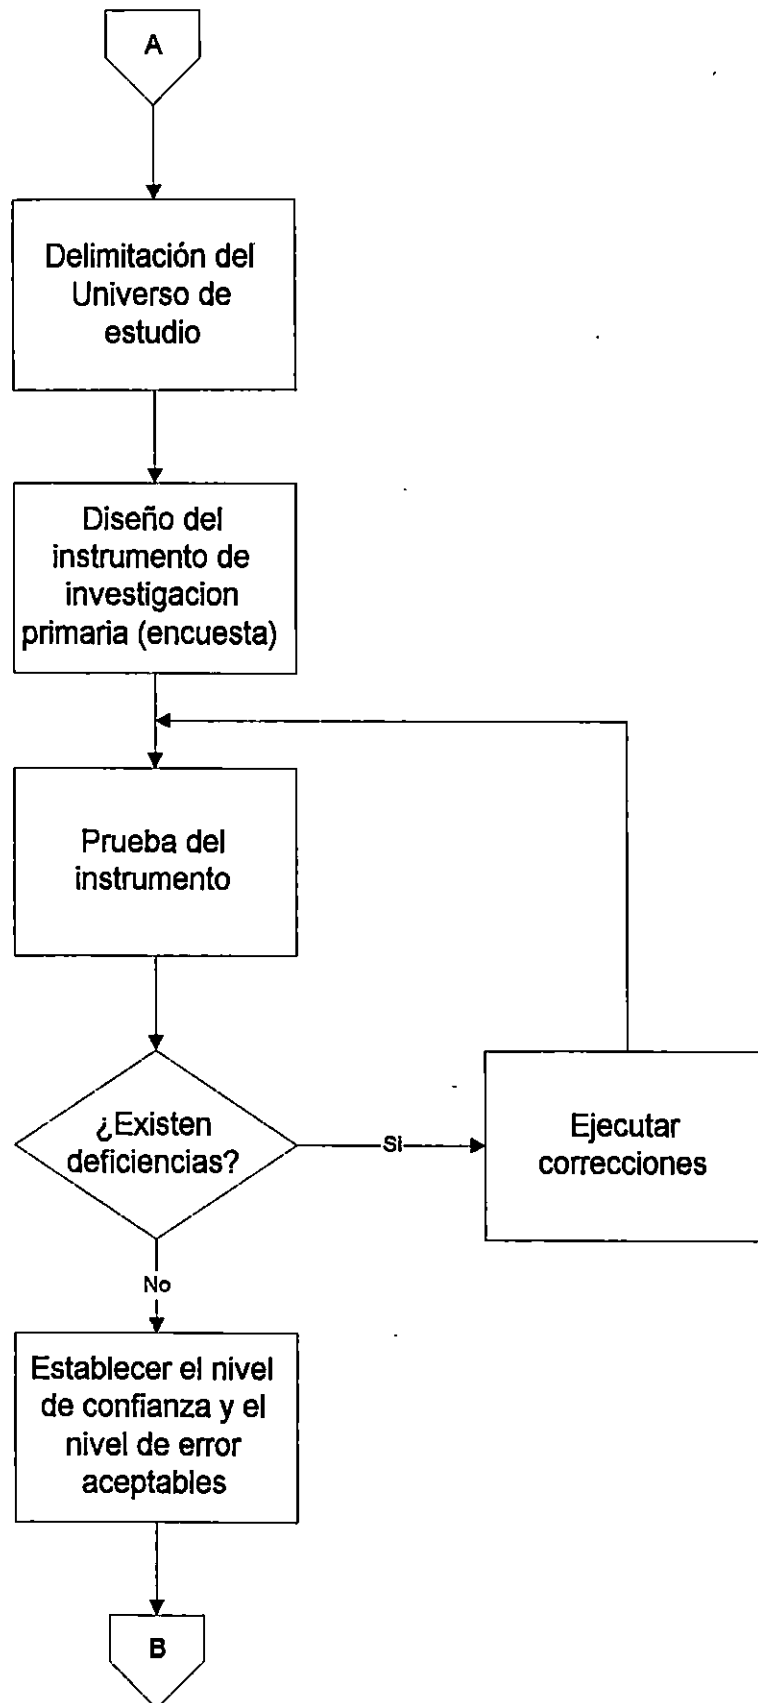 A
Delimitación del
Universo de
estudio
Diseño del
instrumento de
investigacion
primaria (encuesta)
Prueba del
instrumento
¿Existen
deficiencias?
Si
Ejecutar
correcciones
No
Establecer el nivel
de confianza y el
nivel de error
aceptables
B